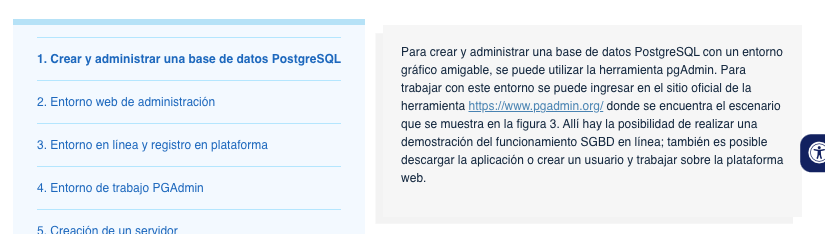 1. Crear y administrar una base de datos PostgreSQL
2. Entorno web de administración
3. Entorno en línea y registro en plataforma
4. Entorno de trabajo PGAdmin
5. Creación de un servidor
Para crear y administrar una base de datos PostgreSQL con un entorno
gráfico amigable, se puede utilizar la herramienta pgAdmin. Para
trabajar con este entorno se puede ingresar en el sitio oficial de la
herramienta https://www.pgadmin.org/ donde se encuentra el escenario
que se muestra en la figura 3. Allí hay la posibilidad de realizar una
demostración del funcionamiento SGBD en línea; también es posible
descargar la aplicación o crear un usuario y trabajar sobre la plataforma
web.